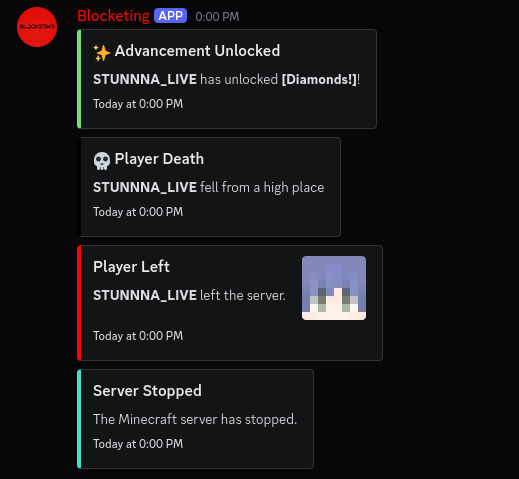 BLOCKETING
Blocketing APP 0:00 PM
✨ Advancement Unlocked
STUNNNA_LIVE has unlocked [Diamonds!]!
Today at 0:00 PM
💀 Player Death
STUNNNA_LIVE fell from a high place
Today at 0:00 PM
Player Left
STUNNNA_LIVE left the server.
Today at 0:00 PM
Server Stopped
The Minecraft server has stopped.
Today at 0:00 PM